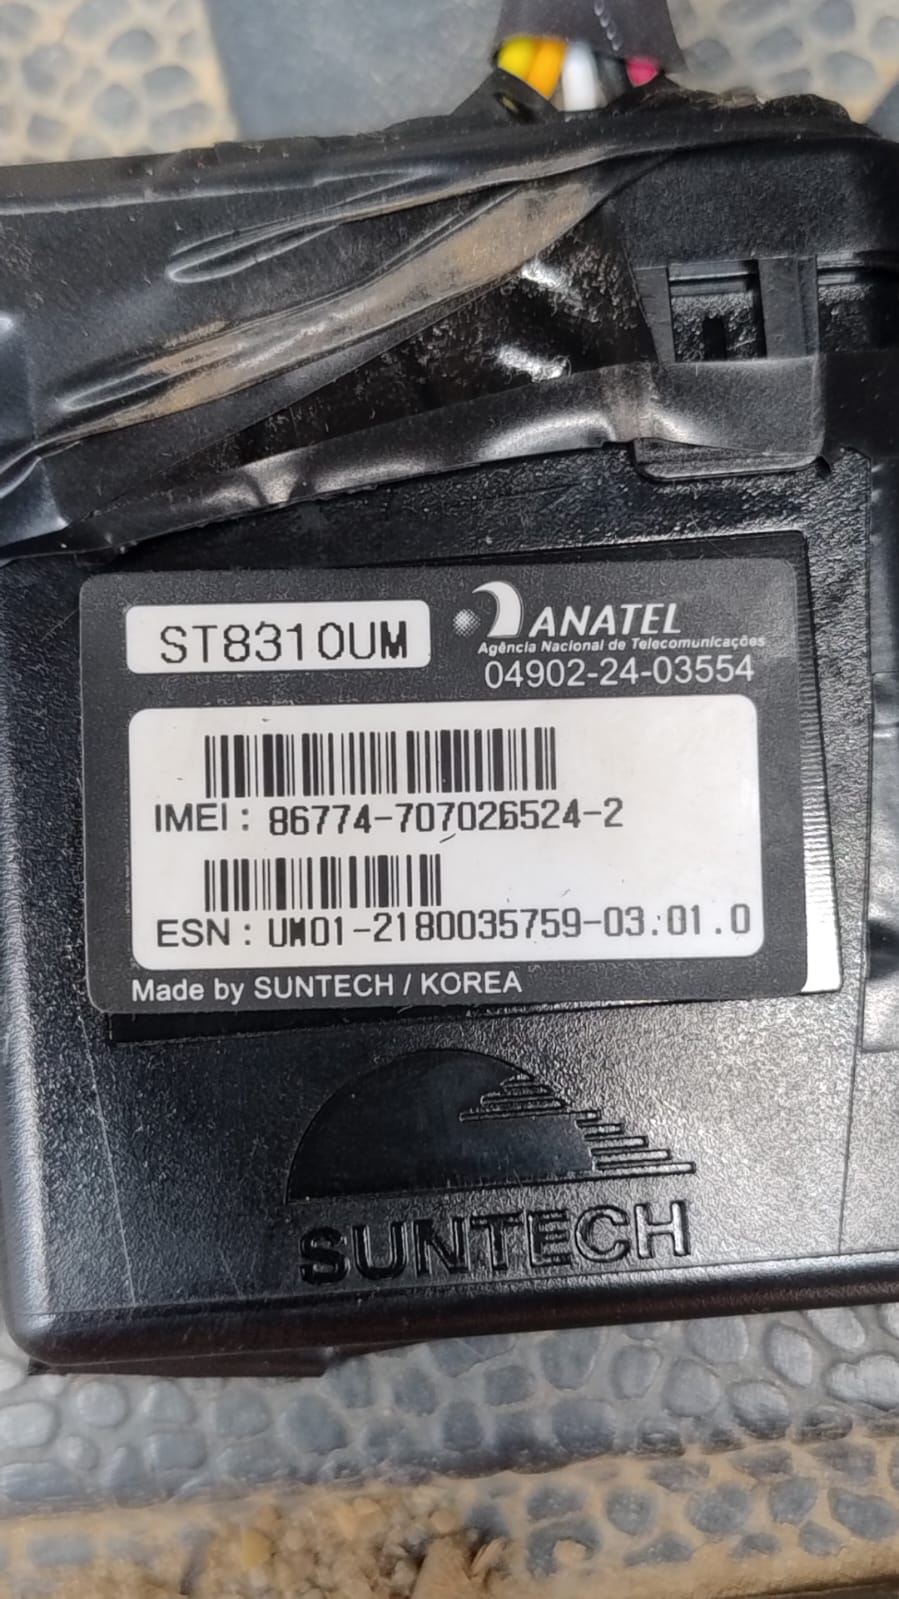 ST8310UM
ANATEL
Agência Nacional de Telecomunicações
04902-24-03554
IMEI : 86774-707026524-2
ESN : UM01-2180035759-03.01.0
Made by SUNTECH / KOREA
SUNTECH